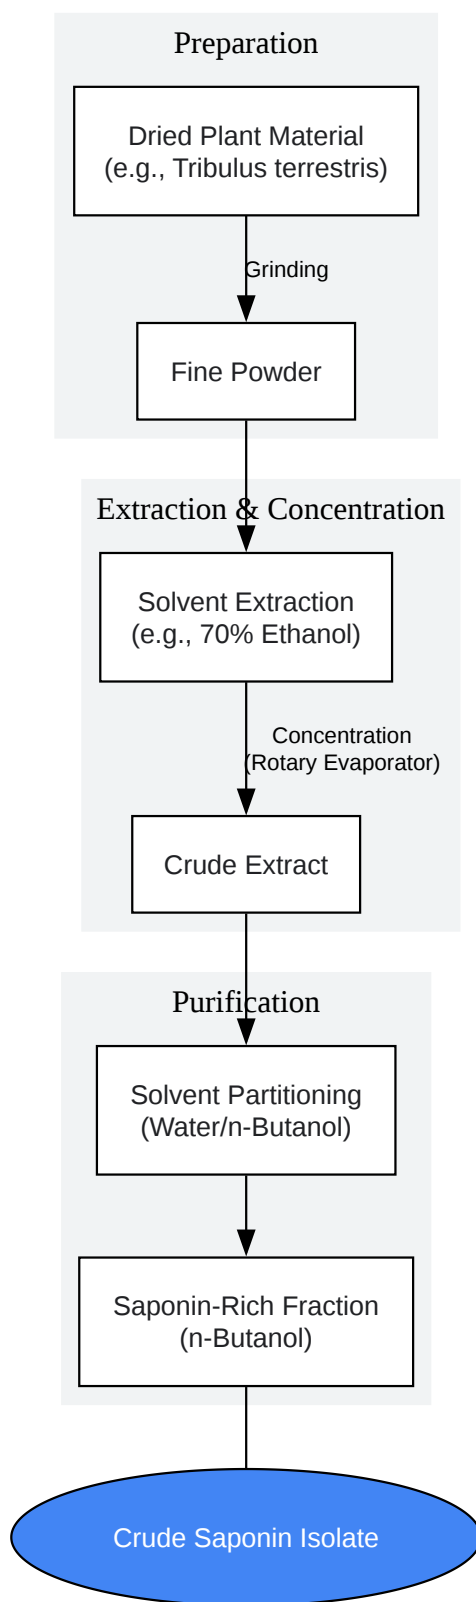 Preparation
Dried Plant Material
(e.g., Tribulus terrestris)
Grinding
Fine Powder
Extraction & Concentration
Solvent Extraction
(e.g., 70% Ethanol)
Concentration
(Rotary Evaporator)
Crude Extract
Purification
Solvent Partitioning
(Water/n-Butanol)
Saponin-Rich Fraction
(n-Butanol)
Crude Saponin Isolate